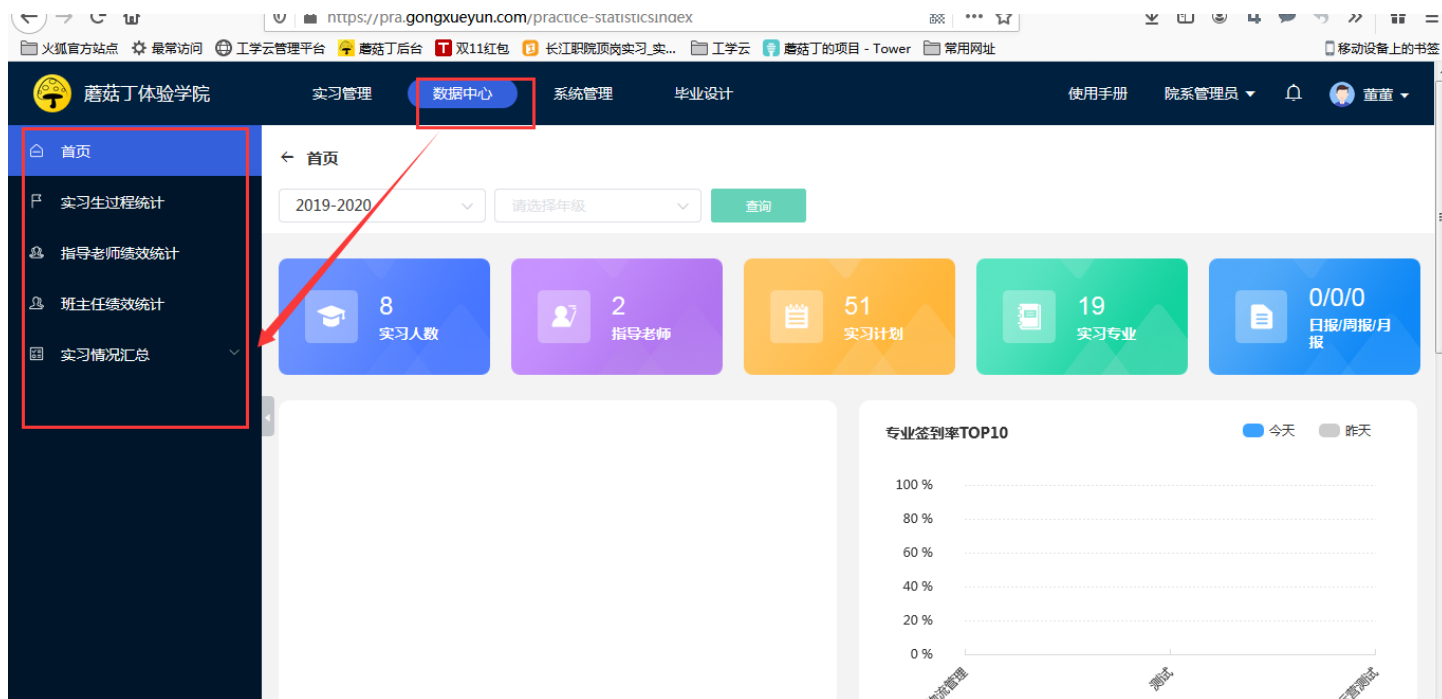 https://pra.gongxueyun.com/practice-statisticsindex
火狐官方站点 最常访问 工学云管理平台 蘑菇丁后台 双11红包 长江职院顶岗实习_实... 工学云 蘑菇丁的项目 - Tower 常用网址 移动设备上的书签
蘑菇丁体验学院 实习管理 数据中心 系统管理 毕业设计 使用手册 院系管理员 董董
首页
实习生过程统计
指导老师绩效统计
班主任绩效统计
实习情况汇总
← 首页
2019-2020 请选择年级 查询
8
实习人数
2
指导老师
51
实习计划
19
实习专业
0/0/0
日报/周报/月
报
专业签到率TOP10 今天 昨天
100 %
80 %
60 %
40 %
20 %
0 %
物流管理 测试